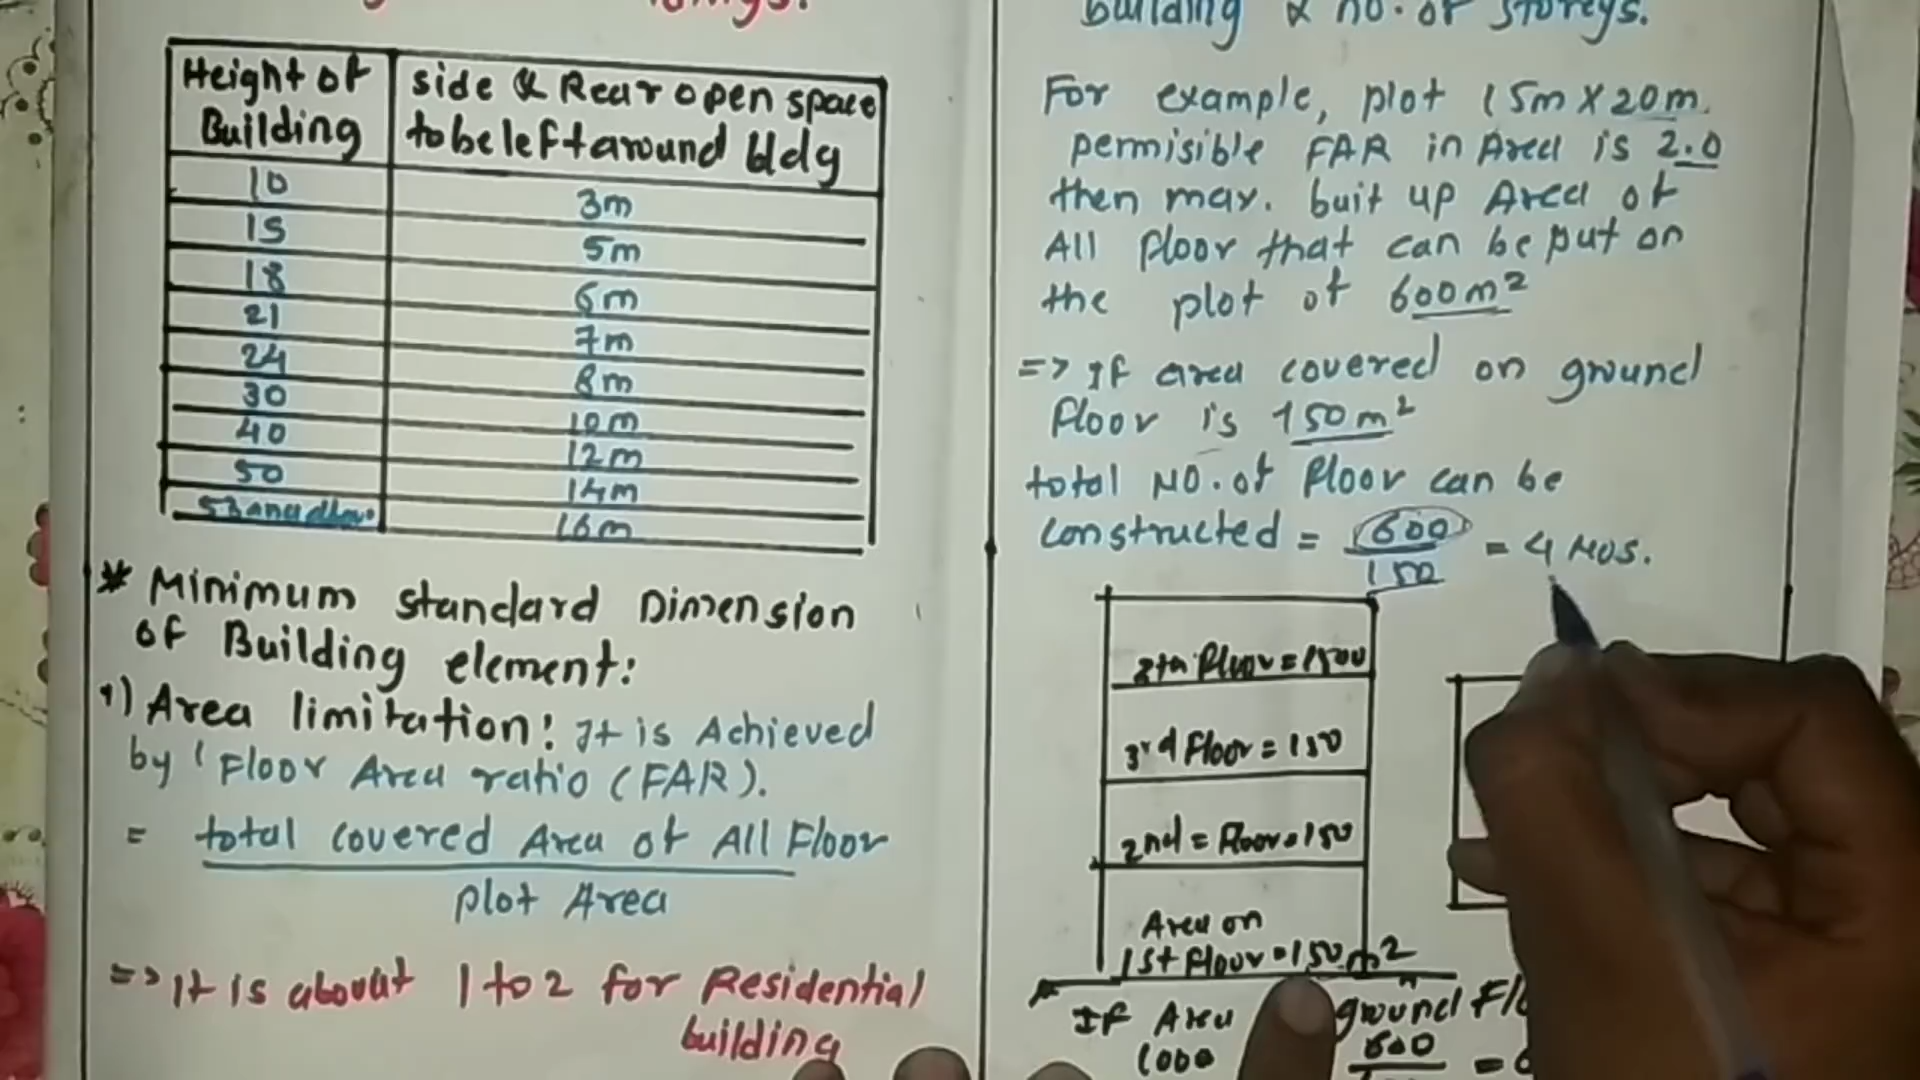 building & no. of storeys.
Height of Building | side & Rear open space to be left around bldg
10 | 3m
15 | 5m
18 | 6m
21 | 7m
24 | 8m
30 | 10m
40 | 12m
50 | 14m
16m
* Minimum standard Dimension
of Building element:
1) Area limitation: It is Achieved
by 'Floor Area ratio (FAR).
= total covered Area of All Floor
plot Area
=> It is about 1 to 2 for Residential
building
For example, plot 15m X 20m.
permisible FAR in Area is 2.0
then max. buit up Area of
All floor that can be put on
the plot of 600m²
=> If area covered on ground
floor is 150m²
total NO. of floor can be
constructed = 600
150
= 4 NOS.
3rd Floor = 150
2nd = Floor = 150
Area on
1st Floor = 150m²
If Area
ground
1000
600
=